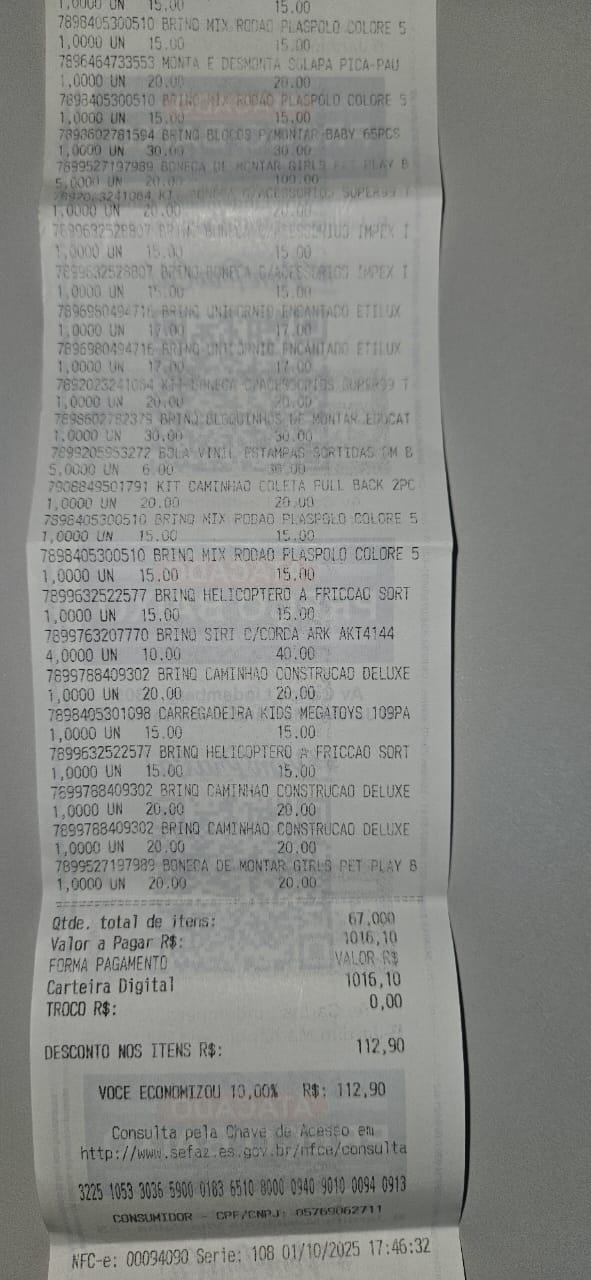 1,0000 UN 15.00 15.00
7898405300510 BRINQ MIX RODAO PLASPOLO COLORE 5
1,0000 UN 15.00 15.00
7896464733553 MONTA E DESMONTA SOLAPA PICA-PAU
1,0000 UN 20.00 20.00
7898405300510 BRINQ MIX RODAO PLASPOLO COLORE 5
1,0000 UN 15.00 15.00
7898602781594 BRINQ BLOCOS P/MONTAR BABY 65PCS
1,0000 UN 30.00 30.00
7899527197989 BONECA DE MONTAR GIRLS PET PLAY B
5,0000 UN 20.00 100.00
7892023241064 KIT BONECA C/ACESSORIOS SUPER99 T
1,0000 UN 20.00 20.00
7899632528807 BRINQ BONECA C/ACESSORIOS IMPEX I
1,0000 UN 15.00 15.00
7899632528807 BRINQ BONECA C/ACESSORIOS IMPEX I
1,0000 UN 15.00 15.00
7896980494716 BRINQ UNICORNIO ENCANTADO ETILUX
1,0000 UN 17.00 17.00
7896980494716 BRINQ UNICORNIO ENCANTADO ETILUX
1,0000 UN 17.00 17.00
7892023241064 KIT BONECA C/ACESSORIOS SUPER99 T
1,0000 UN 20.00 20.00
7898602782379 BRINQ BLOQUINHOS DE MONTAR EDUCAT
1,0000 UN 30.00 30.00
7899205953272 BOLA VINIL ESTAMPAS SORTIDAS DM B
5,0000 UN 6.00 30.00
7908849501791 KIT CAMINHAO COLETA PULL BACK 2PC
1,0000 UN 20.00 20.00
7898405300510 BRINQ MIX RODAO PLASPOLO COLORE 5
1,0000 UN 15.00 15.00
7898405300510 BRINQ MIX RODAO PLASPOLO COLORE 5
1,0000 UN 15.00 15.00
7899632522577 BRINQ HELICOPTERO A FRICCAO SORT
1,0000 UN 15.00 15.00
7899763207770 BRINQ SIRI C/CORDA ARK AKT4144
4,0000 UN 10.00 40.00
7899788409302 BRINQ CAMINHAO CONSTRUCAO DELUXE
1,0000 UN 20.00 20.00
7898405301098 CARREGADEIRA KIDS MEGATOYS 109PA
1,0000 UN 15.00 15.00
7899632522577 BRINQ HELICOPTERO A FRICCAO SORT
1,0000 UN 15.00 15.00
7899788409302 BRINQ CAMINHAO CONSTRUCAO DELUXE
1,0000 UN 20.00 20.00
7899788409302 BRINQ CAMINHAO CONSTRUCAO DELUXE
1,0000 UN 20.00 20.00
7899527197989 BONECA DE MONTAR GIRLS PET PLAY B
1,0000 UN 20.00 20.00
Qtde. total de itens: 67,000
Valor a Pagar R$: 1016,10
FORMA PAGAMENTO VALOR R$
Carteira Digital 1016,10
TROCO R$: 0,00
DESCONTO NOS ITENS R$: 112,90
VOCE ECONOMIZOU 10,00% R$: 112,90
Consulta pela Chave de Acesso em
http://www.sefaz.es.gov.br/nfce/consulta
3225 1053 3036 5900 0183 6510 8000 0940 9010 0094 0913
CONSUMIDOR - CPF/CNPJ: 05769062711
NFC-e: 00094090 Serie: 108 01/10/2025 17:46:32